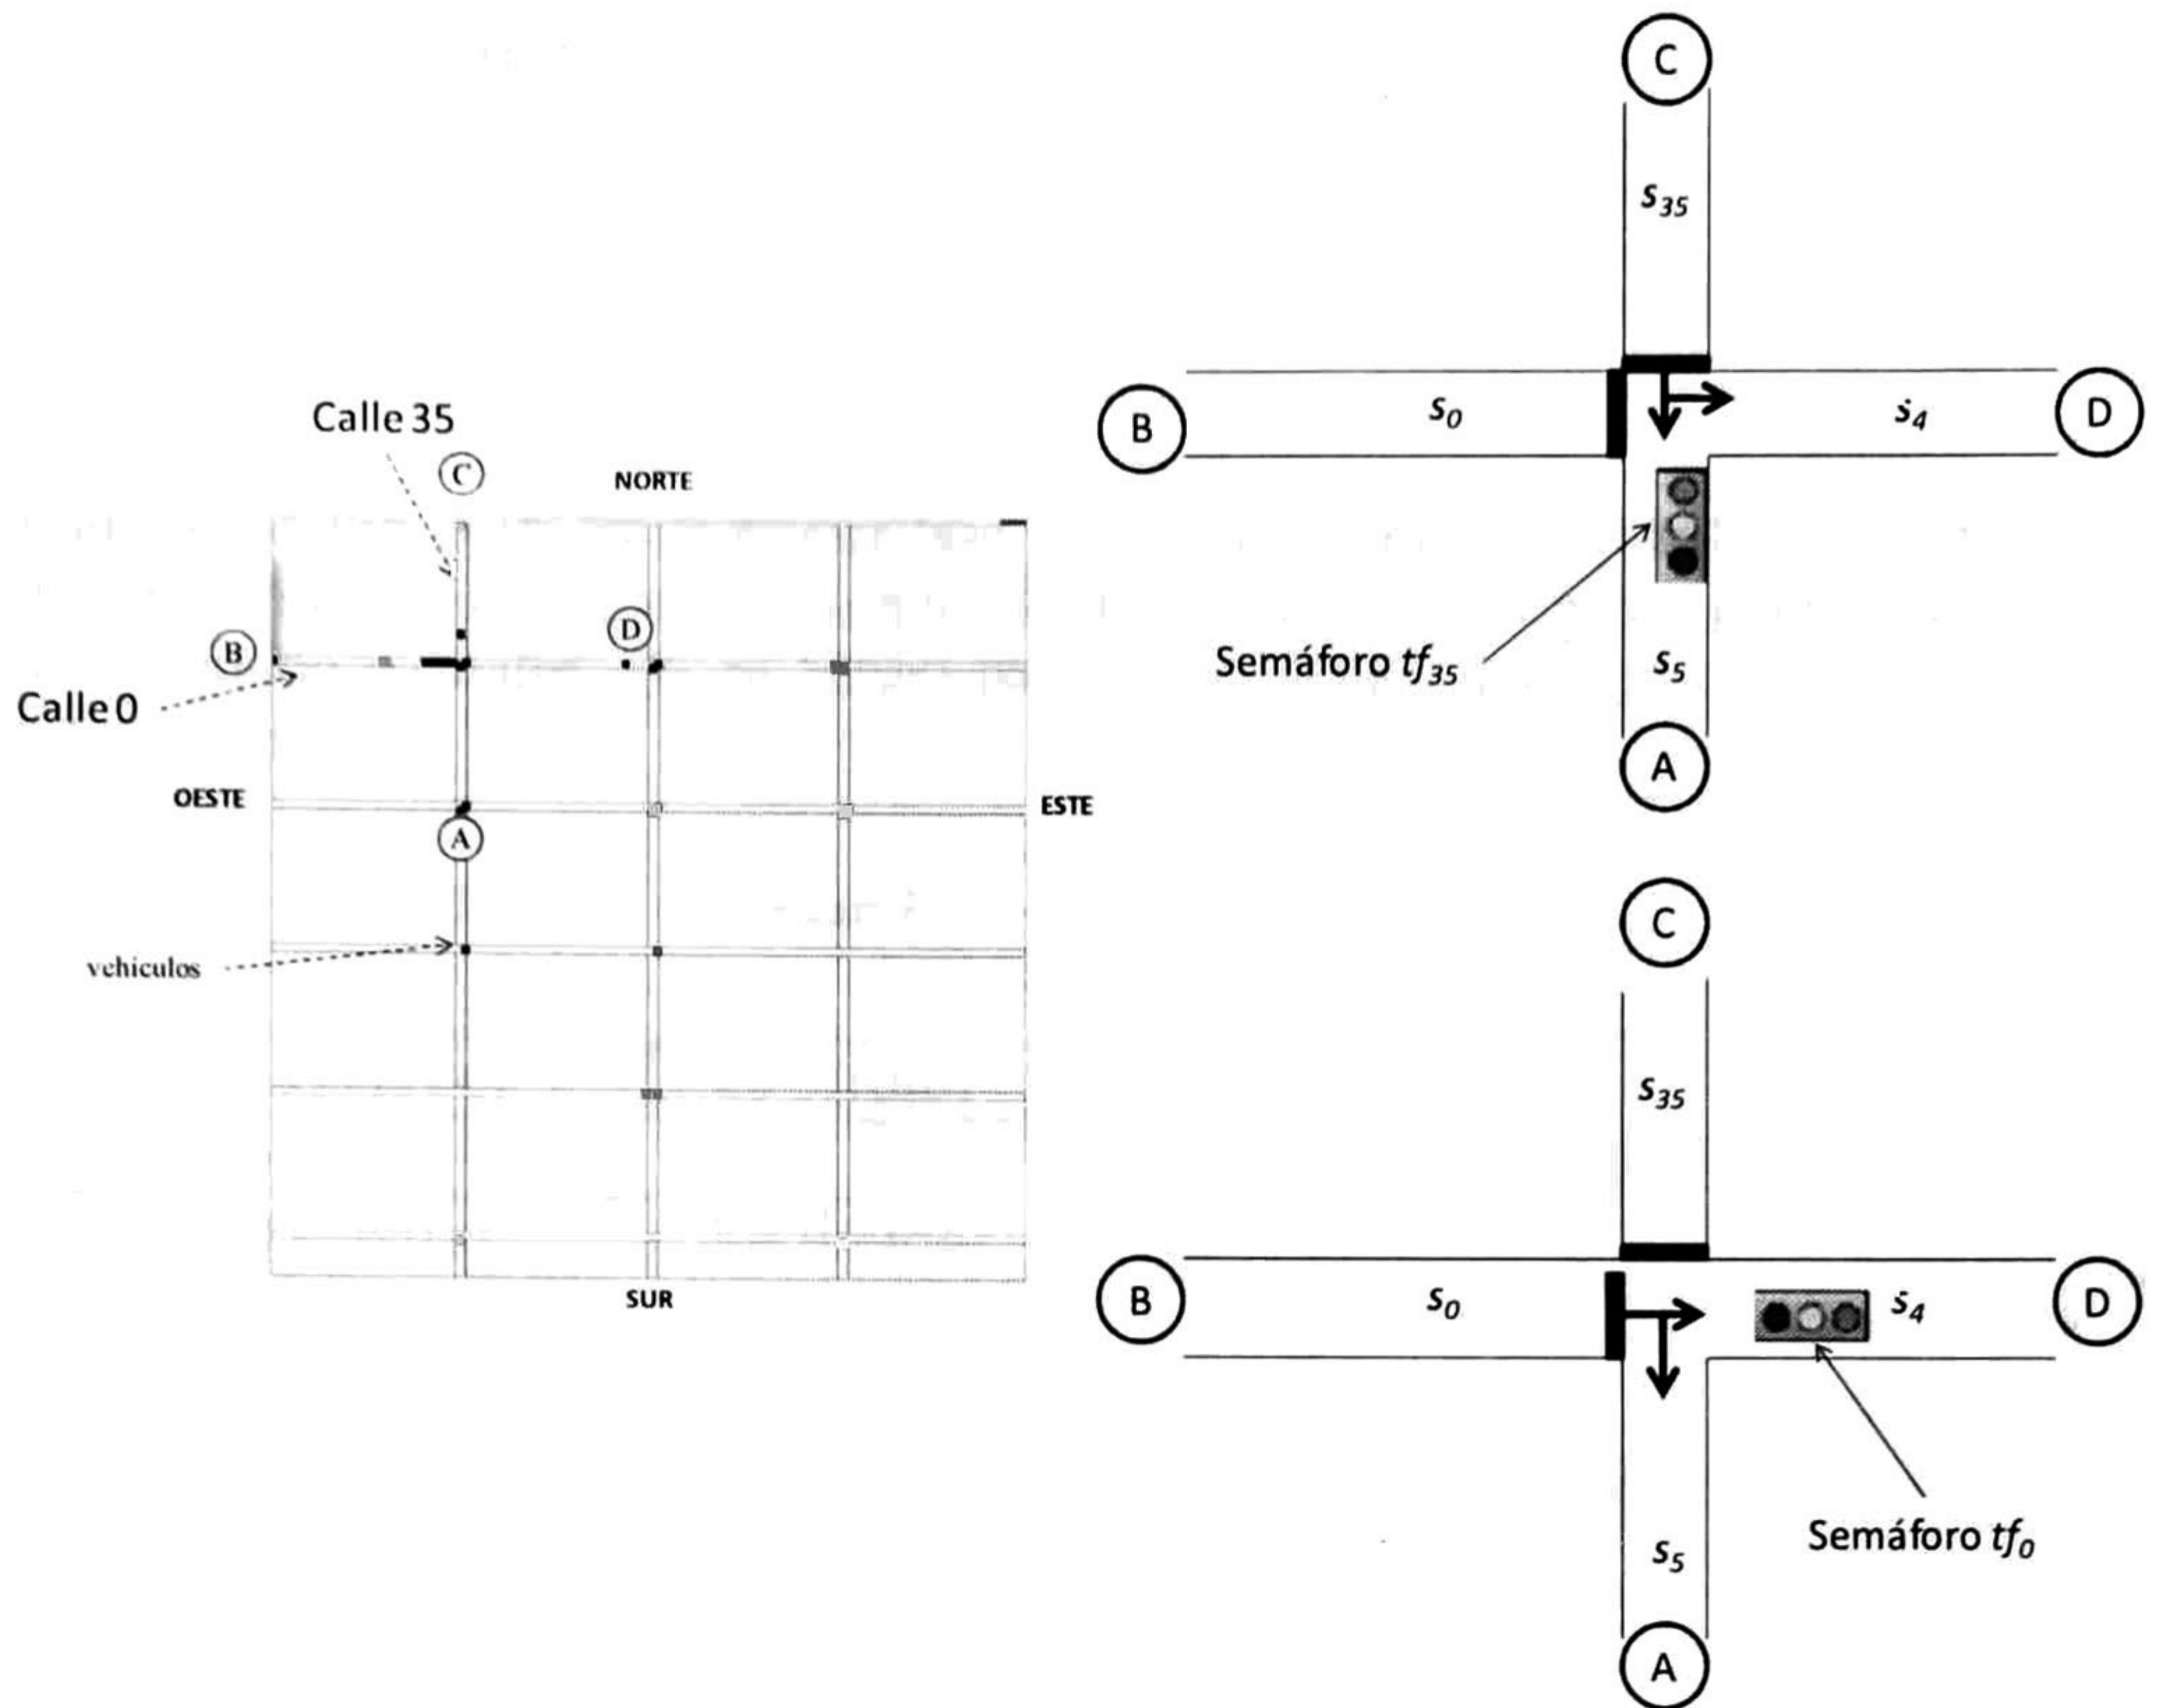 Calle 35
C
NORTE
B
D
Calle 0
OESTE
ESTE
A
vehiculos
SUR
C
S35
B
S0
S4
D
Semáforo tf35
S5
A
C
S35
B
S0
S4
D
S5
Semáforo tf0
A